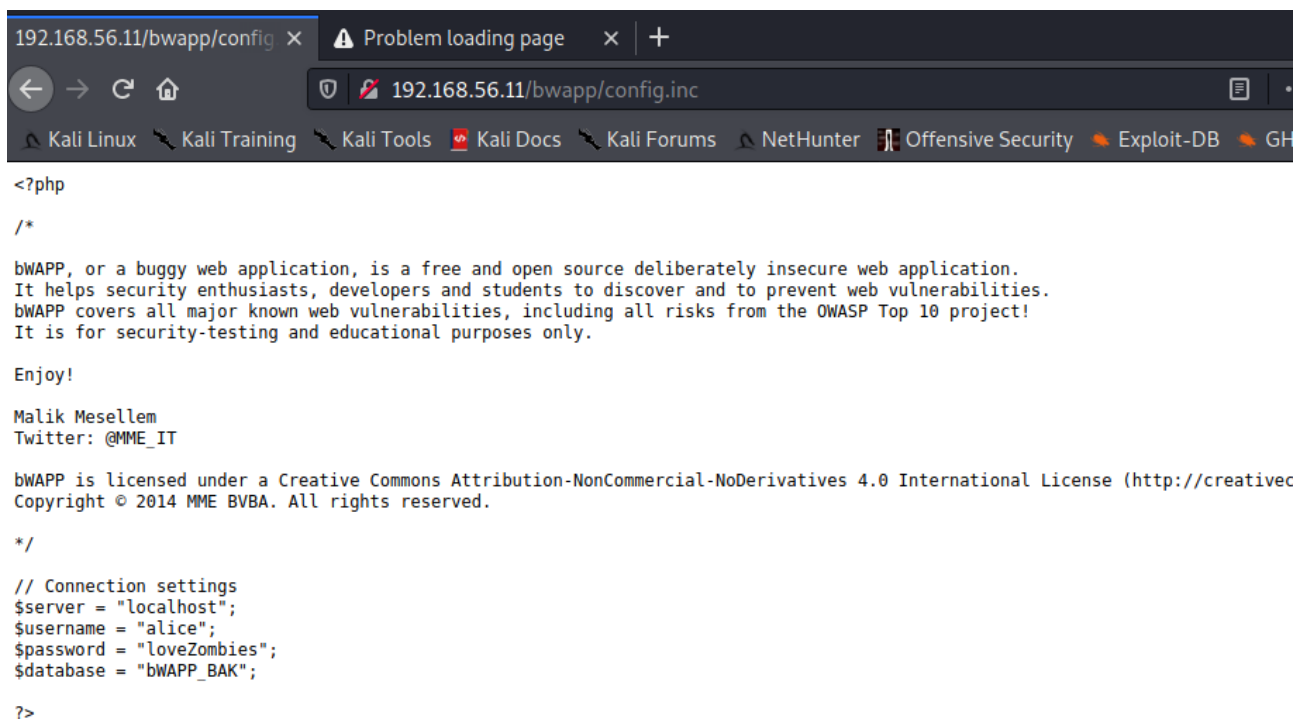 192.168.56.11/bwapp/config
Problem loading page
192.168.56.11/bwapp/config.inc
Kali Linux Kali Training Kali Tools Kali Docs Kali Forums NetHunter Offensive Security Exploit-DB GH
<?php
/*
bWAPP, or a buggy web application, is a free and open source deliberately insecure web application.
It helps security enthusiasts, developers and students to discover and to prevent web vulnerabilities.
bWAPP covers all major known web vulnerabilities, including all risks from the OWASP Top 10 project!
It is for security-testing and educational purposes only.
Enjoy!
Malik Mesellem
Twitter: @MME_IT
bWAPP is licensed under a Creative Commons Attribution-NonCommercial-NoDerivatives 4.0 International License (http://creativec
Copyright © 2014 MME BVBA. All rights reserved.
*/
// Connection settings
$server = "localhost";
$username = "alice";
$password = "loveZombies";
$database = "bWAPP_BAK";
?>